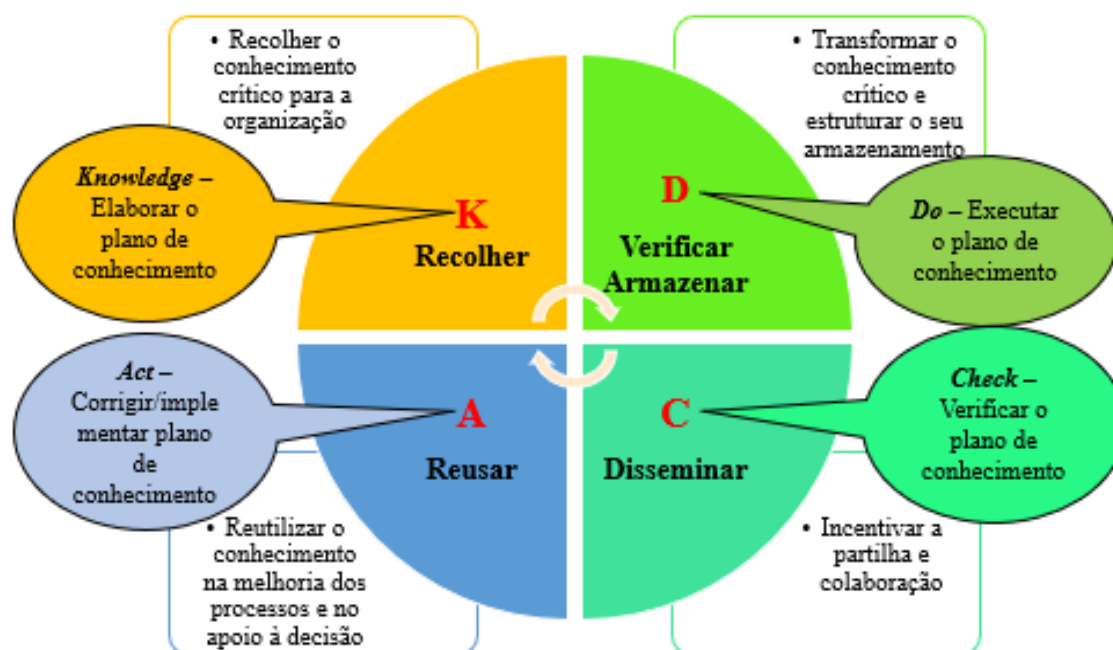 • Recolher o
conhecimento
crítico para a
organização
Knowledge –
Elaborar o
plano de
conhecimento
K
Recolher
• Transformar o
conhecimento
crítico e
estruturar o seu
armazenamento
D
Verificar
Armazenar
Do – Executar
o plano de
conhecimento
Act –
Corrigir/imple
mentar plano
de
conhecimento
A
Reusar
• Reutilizar o
conhecimento
na melhoria dos
processos e no
apoio à decisão
C
Disseminar
Check –
Verificar o
plano de
conhecimento
• Incentivar a
partilha e
colaboração